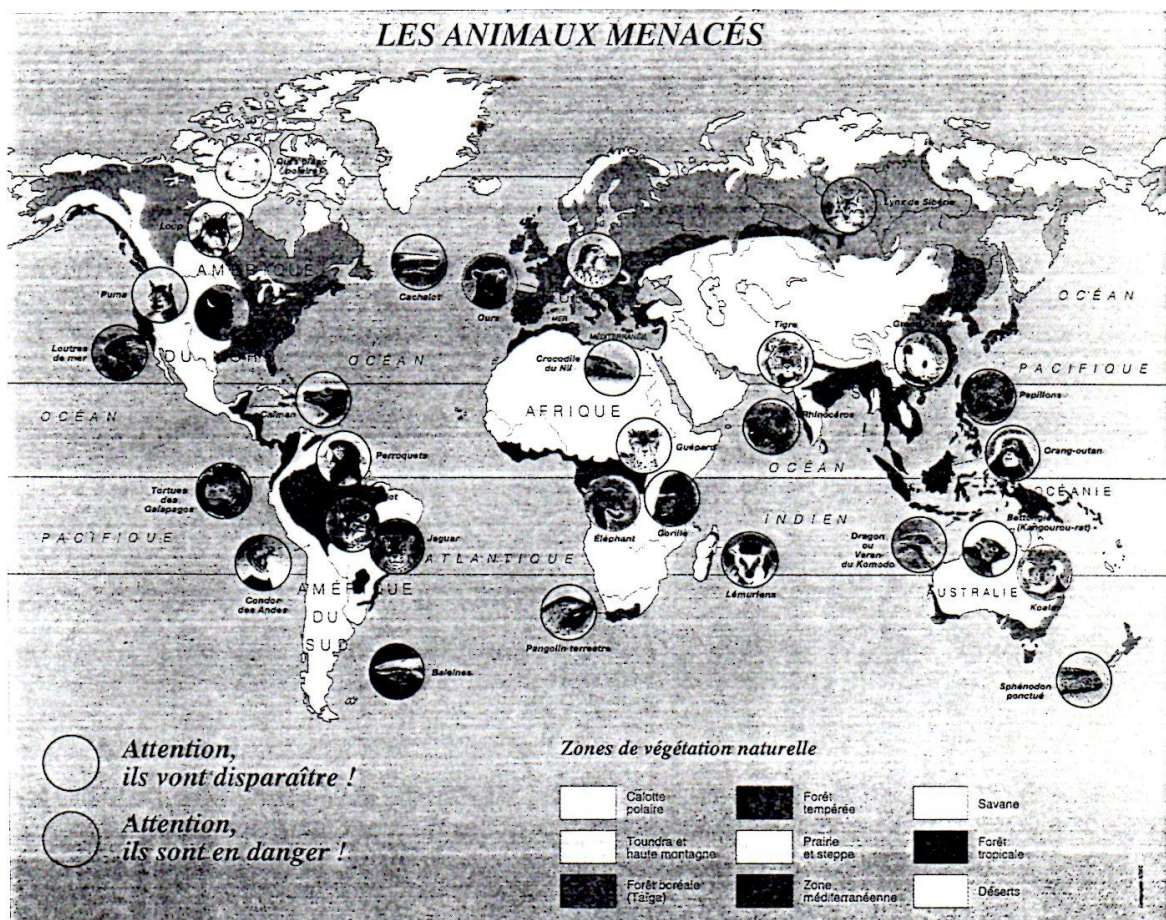 LES ANIMAUX MENACÉS
Ours blanc
(polaire)
Loup
AMÉRIQUE
DU NORD
Puma
Loutres
de mer
Cachelot
Ours
Lynx de Sibérie
OCÉAN
PACIFIQUE
MER
MÉDITERRANÉE
Crocodile
du Nil
Tigre
OCÉAN
OCÉAN
Caïman
AFRIQUE
Guépard
Rhinocéros
Papillons
Orang-outan
Perroquets
OCÉAN
INDIEN
OCÉANIE
Tortues
des
Galapagos
PACIFIQUE
Jaguar
ATLANTIQUE
Éléphant
Gorille
Lémuriens
Dragon
ou
Varan
du Komodo
(Kangourou-rat)
AUSTRALIE
Koala
Condor
des Andes
AMÉRIQUE
DU
SUD
Pangolin terrestre
Baleines
Sphénodon
ponctué
Attention,
ils vont disparaître !
Attention,
ils sont en danger !
Zones de végétation naturelle
Calotte
polaire
Forêt
tempérée
Savane
Toundra et
haute montagne
Prairie
et steppe
Forêt
tropicale
Forêt boréale
(Taïga)
Zone
méditerranéenne
Déserts